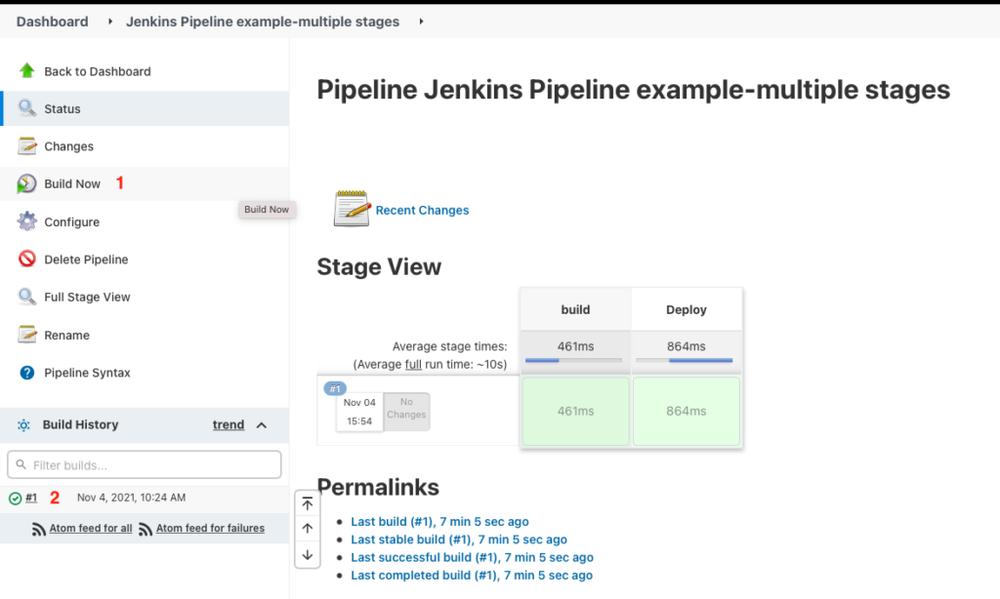 Dashboard
Jenkins Pipeline example-multiple stages
Back to Dashboard
Status
Changes
Build Now 1
Build Now
Configure
Delete Pipeline
Full Stage View
Rename
? Pipeline Syntax
Build History trend
Filter builds...
#1 2 Nov 4, 2021, 10:24 AM
Atom feed for all Atom feed for failures
Pipeline Jenkins Pipeline example-multiple stages
Recent Changes
Stage View
build Deploy
Average stage times: 461ms 864ms
(Average full run time: ~10s)
#1
Nov 04
15:54
No
Changes
461ms 864ms
Permalinks
Last build (#1), 7 min 5 sec ago
Last stable build (#1), 7 min 5 sec ago
Last successful build (#1), 7 min 5 sec ago
Last completed build (#1), 7 min 5 sec ago